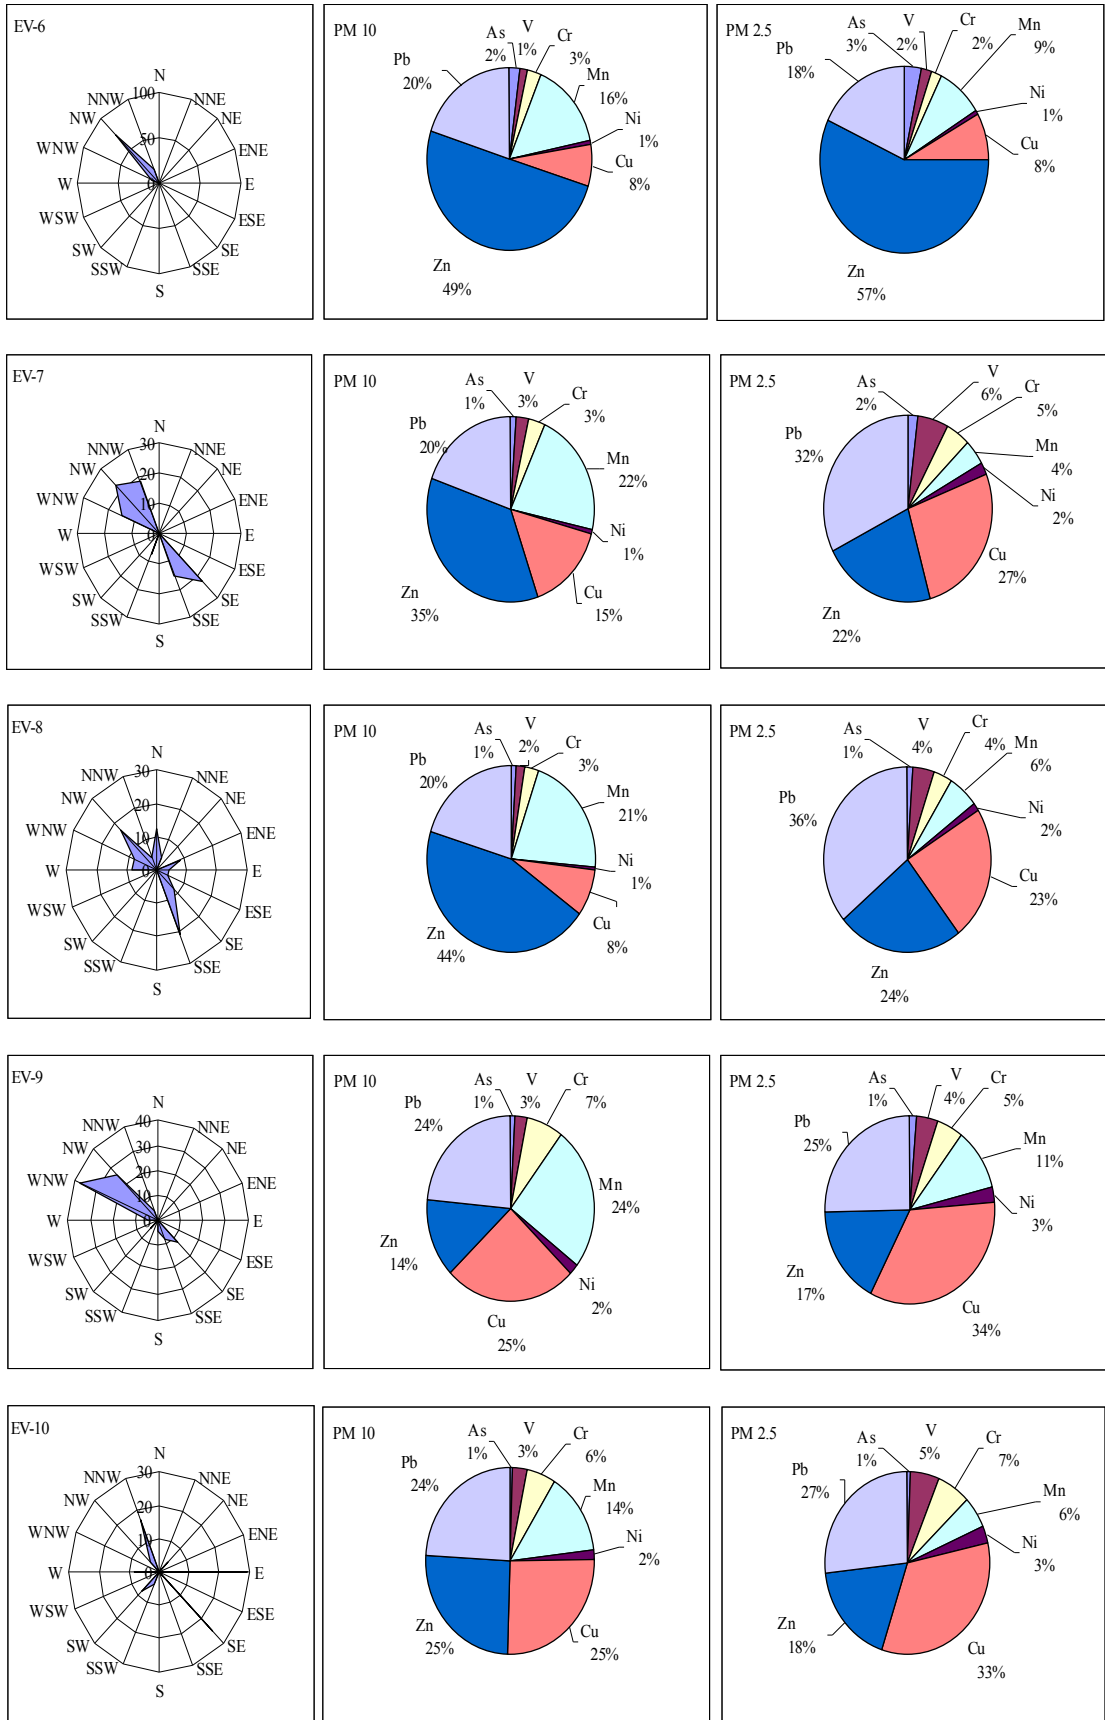 EV-6
N
NNE
NE
ENE
E
ESE
SE
SSE
S
SSW
SW
WSW
W
WNW
NW
NNW
100
50
0
PM 10
As
2%
V
1%
Cr
3%
Mn
16%
Ni
1%
Cu
8%
Zn
49%
Pb
20%
PM 2.5
As
3%
V
2%
Cr
2%
Mn
9%
Ni
1%
Cu
8%
Zn
57%
Pb
18%
EV-7
N
NNE
NE
ENE
E
ESE
SE
SSE
S
SSW
SW
WSW
W
WNW
NW
NNW
30
20
10
0
PM 10
As
1%
V
3%
Cr
3%
Mn
22%
Ni
1%
Cu
15%
Zn
35%
Pb
20%
PM 2.5
As
2%
V
6%
Cr
5%
Mn
4%
Ni
2%
Cu
27%
Zn
22%
Pb
32%
EV-8
N
NNE
NE
ENE
E
ESE
SE
SSE
S
SSW
SW
WSW
W
WNW
NW
NNW
30
20
10
0
PM 10
As
1%
V
2%
Cr
3%
Mn
21%
Ni
1%
Cu
8%
Zn
44%
Pb
20%
PM 2.5
As
1%
V
4%
Cr
4%
Mn
6%
Ni
2%
Cu
23%
Zn
24%
Pb
36%
EV-9
N
NNE
NE
ENE
E
ESE
SE
SSE
S
SSW
SW
WSW
W
WNW
NW
NNW
40
30
20
10
0
PM 10
As
1%
V
3%
Cr
7%
Mn
24%
Ni
2%
Cu
25%
Zn
14%
Pb
24%
PM 2.5
As
1%
V
4%
Cr
5%
Mn
11%
Ni
3%
Cu
34%
Zn
17%
Pb
25%
EV-10
N
NNE
NE
ENE
E
ESE
SE
SSE
S
SSW
SW
WSW
W
WNW
NW
NNW
30
20
10
0
PM 10
As
1%
V
3%
Cr
6%
Mn
14%
Ni
2%
Cu
25%
Zn
25%
Pb
24%
PM 2.5
As
1%
V
5%
Cr
7%
Mn
6%
Ni
3%
Cu
33%
Zn
18%
Pb
27%